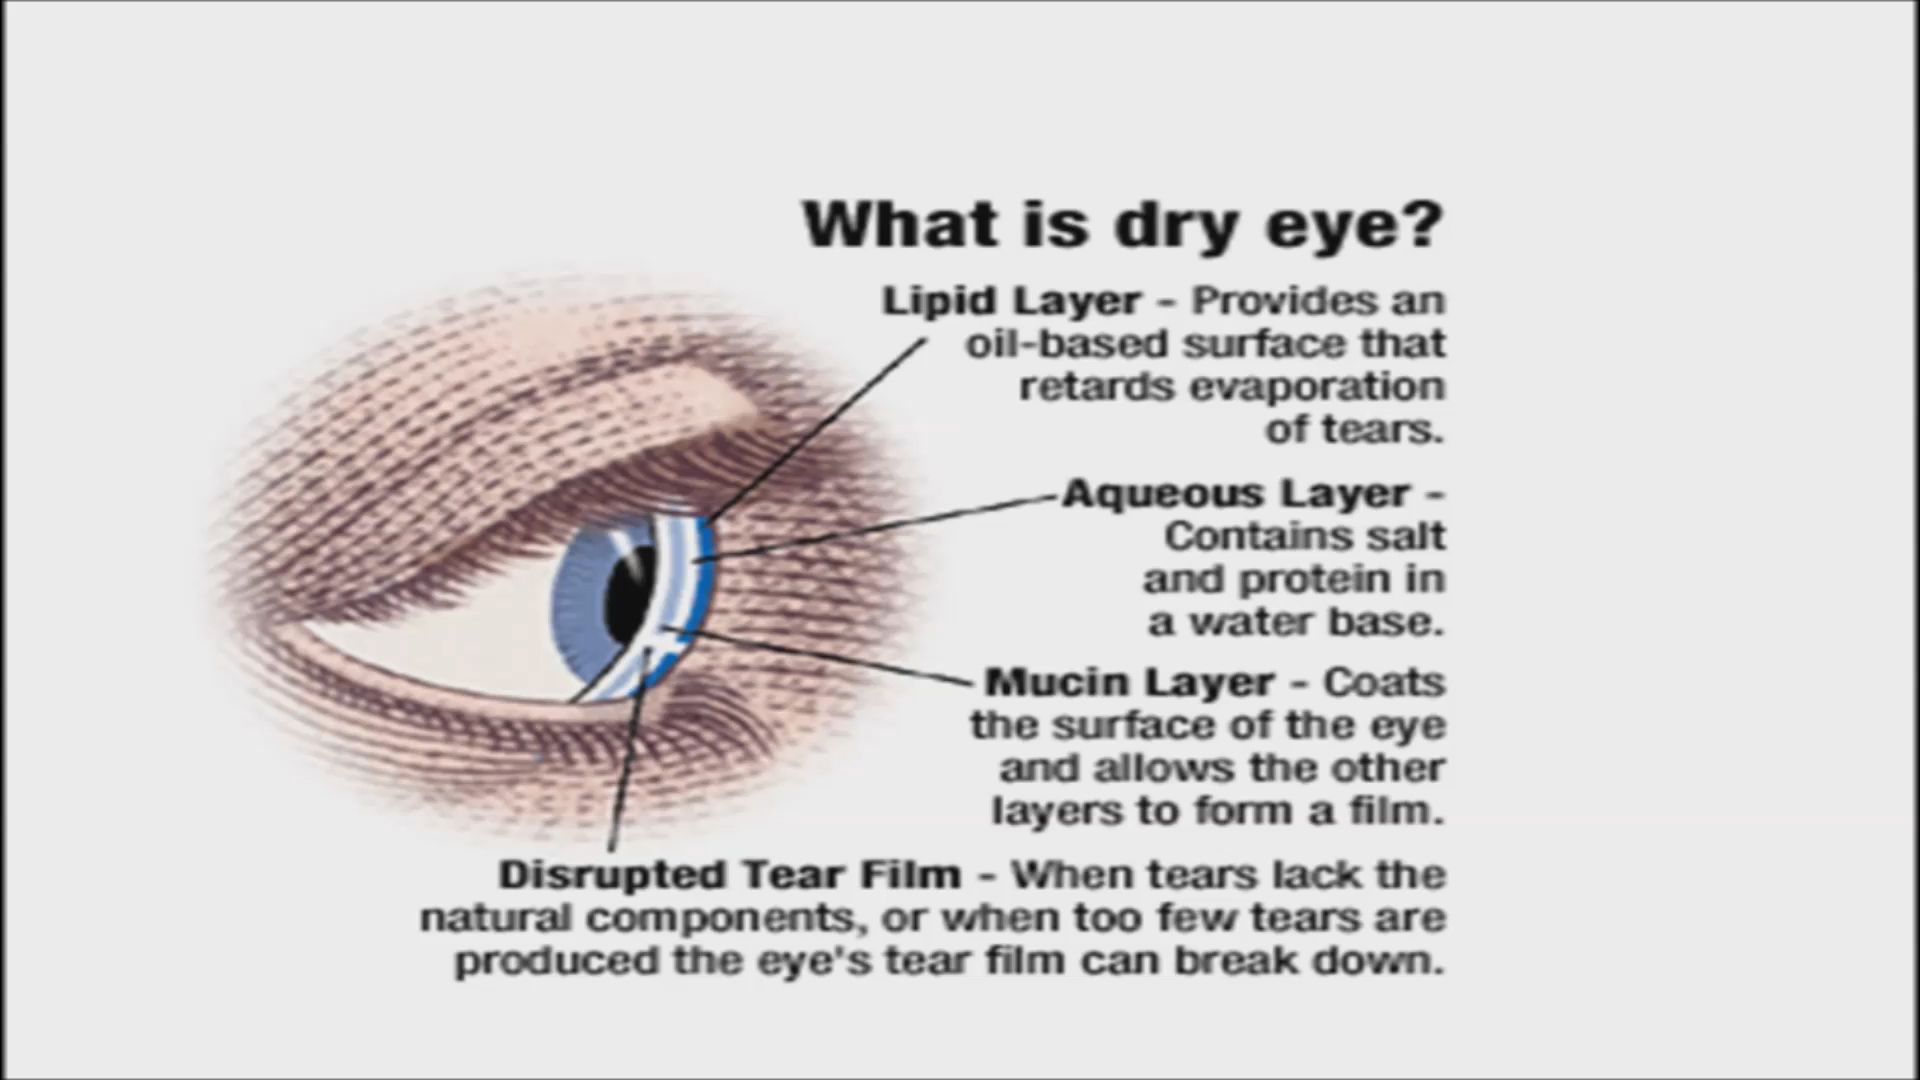 What is dry eye?
Lipid Layer - Provides an
oil-based surface that
retards evaporation
of tears.
Aqueous Layer -
Contains salt
and protein in
a water base.
Mucin Layer - Coats
the surface of the eye
and allows the other
layers to form a film.
Disrupted Tear Film - When tears lack the
natural components, or when too few tears are
produced the eye's tear film can break down.